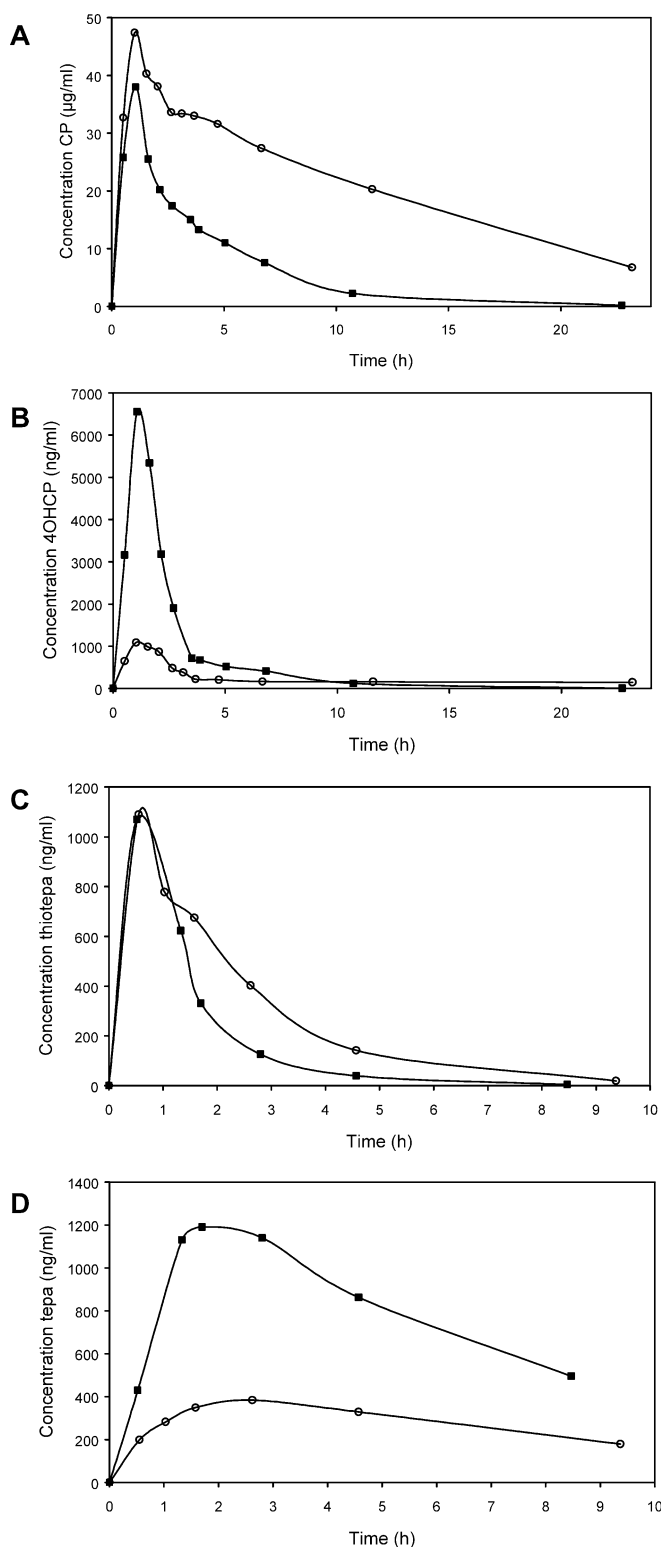 A
Concentration CP (µg/ml)
50
40
30
20
10
0
0 5 10 15 20
Time (h)
B
Concentration 4OHCP (ng/ml)
7000
6000
5000
4000
3000
2000
1000
0
0 5 10 15 20
Time (h)
C
Concentration thiotepa (ng/ml)
1200
1000
800
600
400
200
0
0 1 2 3 4 5 6 7 8 9 10
Time (h)
D
Concentration tepa (ng/ml)
1400
1200
1000
800
600
400
200
0
0 1 2 3 4 5 6 7 8 9 10
Time (h)